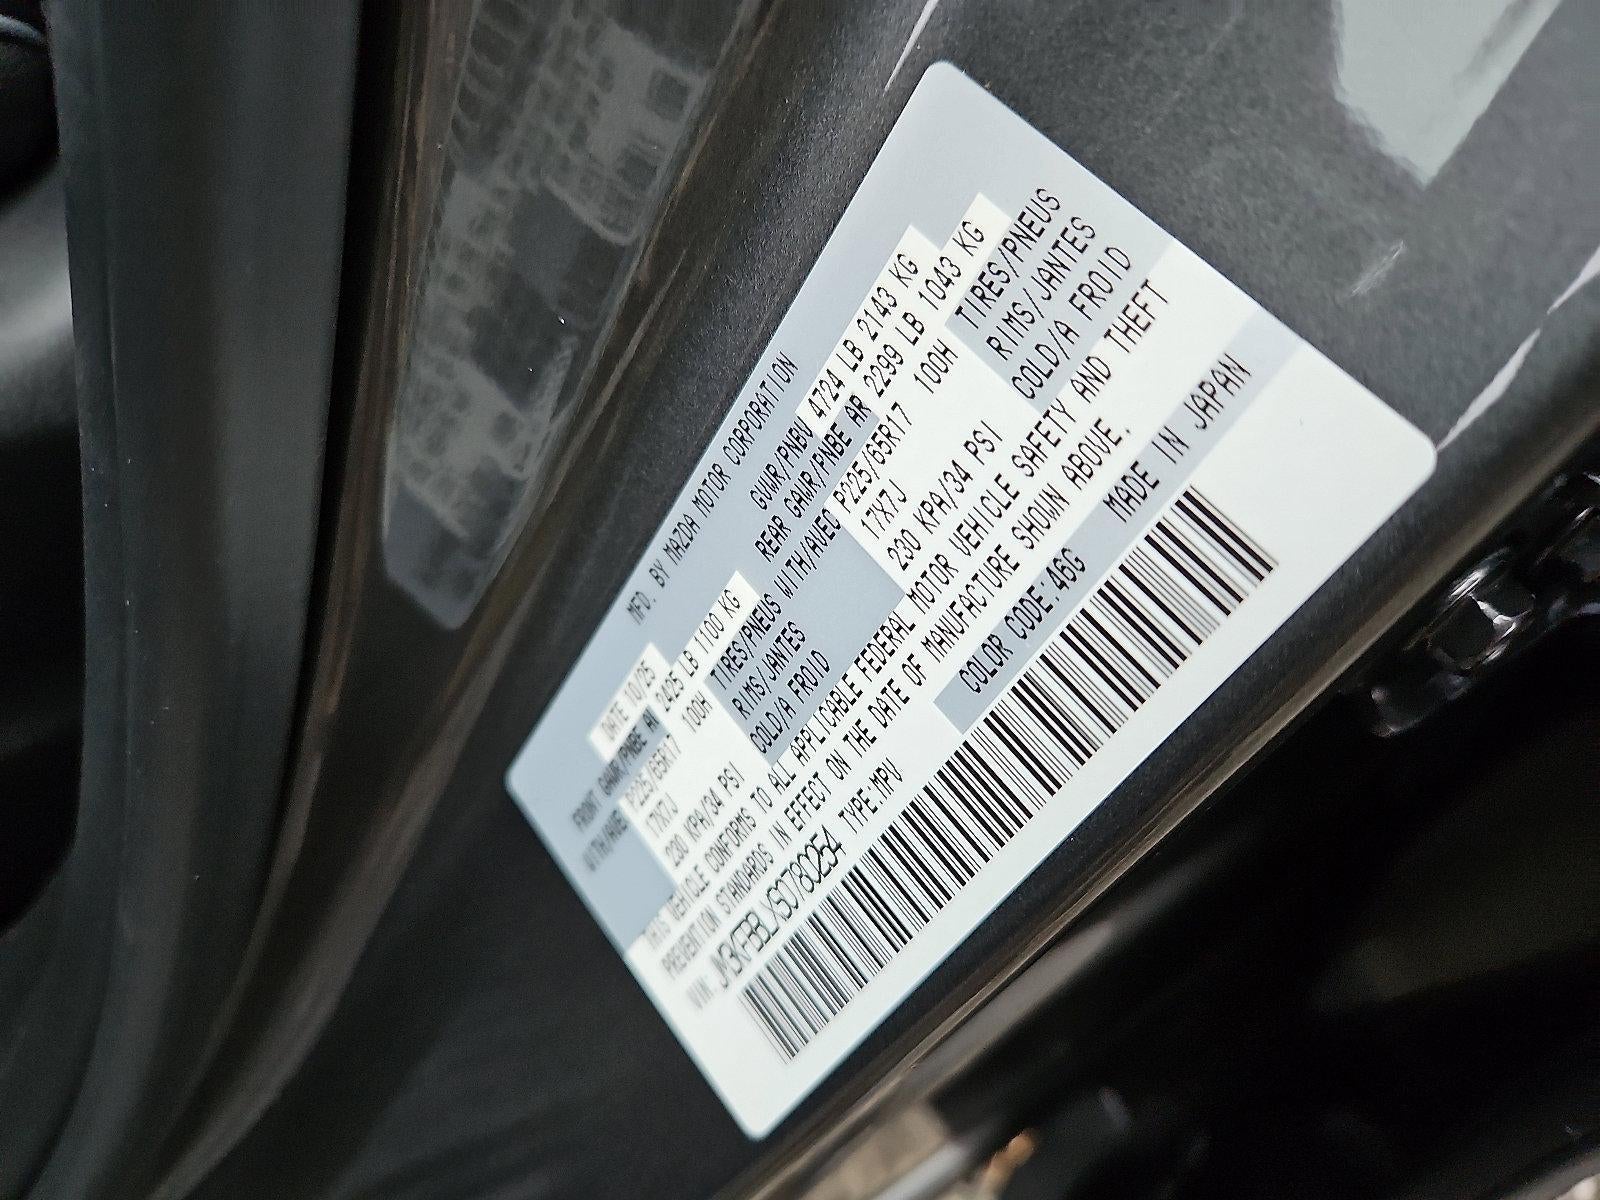 MFD. BY MAZDA MOTOR CORPORATION
DATE 10/25 GVWR/PNBV 4724 LB 2143 KG
FRONT GAWR/PNBE AV 2425 LB 1100 KG REAR GAWR/PNBE AR 2299 LB 1043 KG
WITH/AVEC P225/65R17 100H TIRES/PNEUS WITH/AVEC P225/65R17 100H TIRES/PNEUS
17X7J RIMS/JANTES 17X7J RIMS/JANTES
230 KPA/34 PSI COLD/A FROID 230 KPA/34 PSI COLD/A FROID
THIS VEHICLE CONFORMS TO ALL APPLICABLE FEDERAL MOTOR VEHICLE SAFETY AND THEFT
PREVENTION STANDARDS IN EFFECT ON THE DATE OF MANUFACTURE SHOWN ABOVE.
VIN: JM3KFBBLXS0780254 TYPE:MPV COLOR CODE:46G MADE IN JAPAN